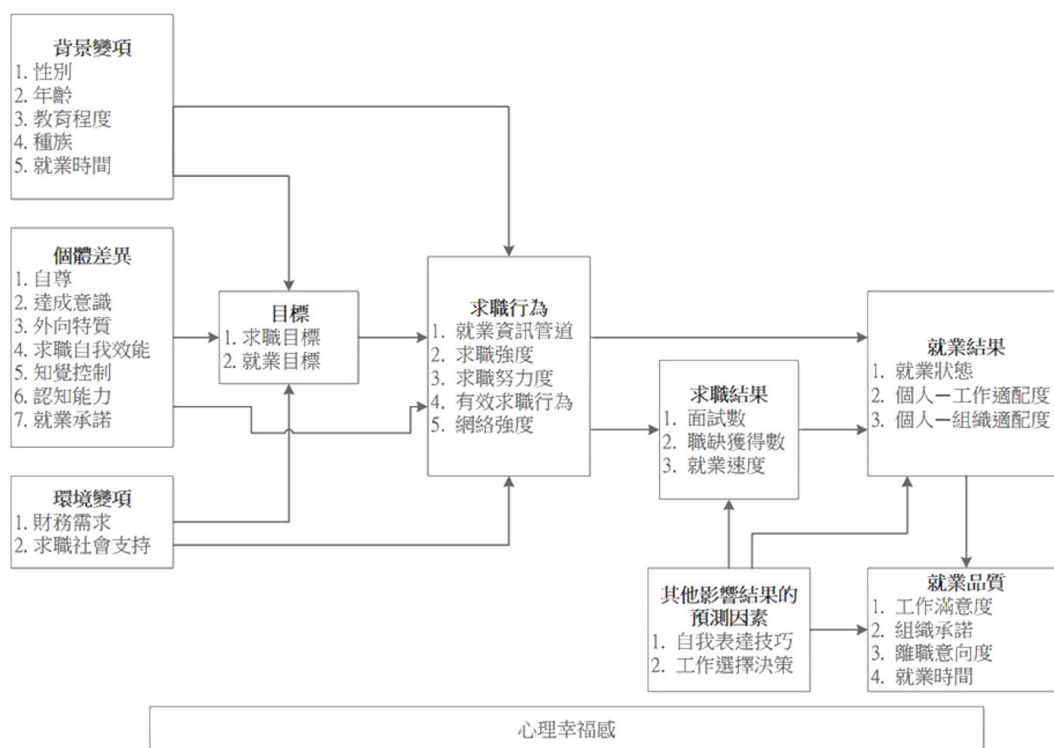 背景變項
1. 性別
2. 年齡
3. 教育程度
4. 種族
5. 就業時間
個體差異
1. 自尊
2. 達成意識
3. 外向特質
4. 求職自我效能
5. 知覺控制
6. 認知能力
7. 就業承諾
環境變項
1. 財務需求
2. 求職社會支持
目標
1. 求職目標
2. 就業目標
求職行為
1. 就業資訊管道
2. 求職強度
3. 求職努力度
4. 有效求職行為
5. 網絡強度
求職結果
1. 面試數
2. 職缺獲得數
3. 就業速度
其他影響結果的
預測因素
1. 自我表達技巧
2. 工作選擇決策
就業結果
1. 就業狀態
2. 個人－工作適配度
3. 個人－組織適配度
就業品質
1. 工作滿意度
2. 組織承諾
3. 離職意向度
4. 就業時間
心理幸福感